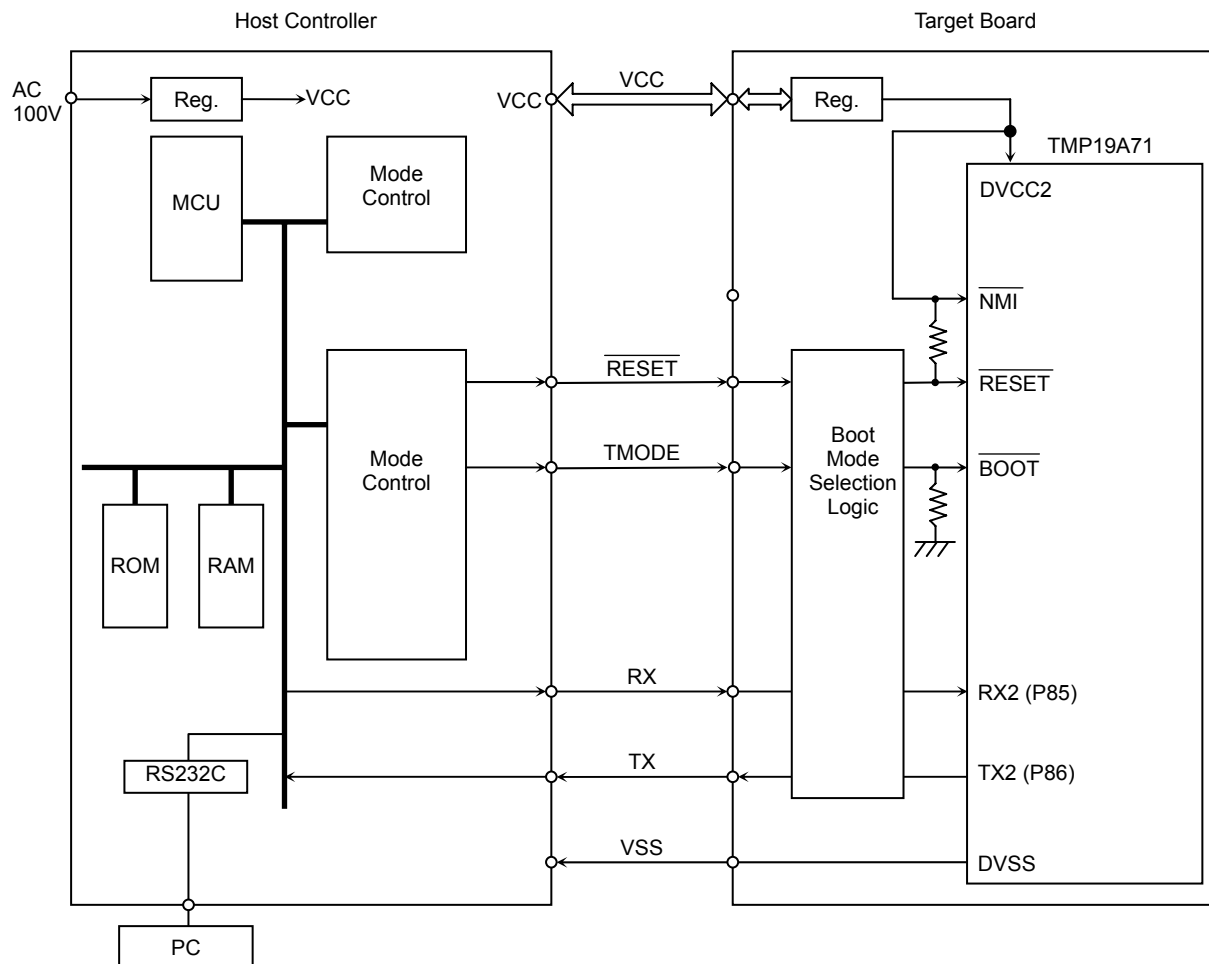 Host Controller
Target Board
AC
100V
Reg.
VCC
VCC
VCC
Reg.
TMP19A71
MCU
Mode
Control
DVCC2
NMI
RESET
RESET
Mode
Control
TMODE
Boot
Mode
Selection
Logic
BOOT
ROM
RAM
RX
RX2 (P85)
RS232C
TX
TX2 (P86)
VSS
DVSS
PC